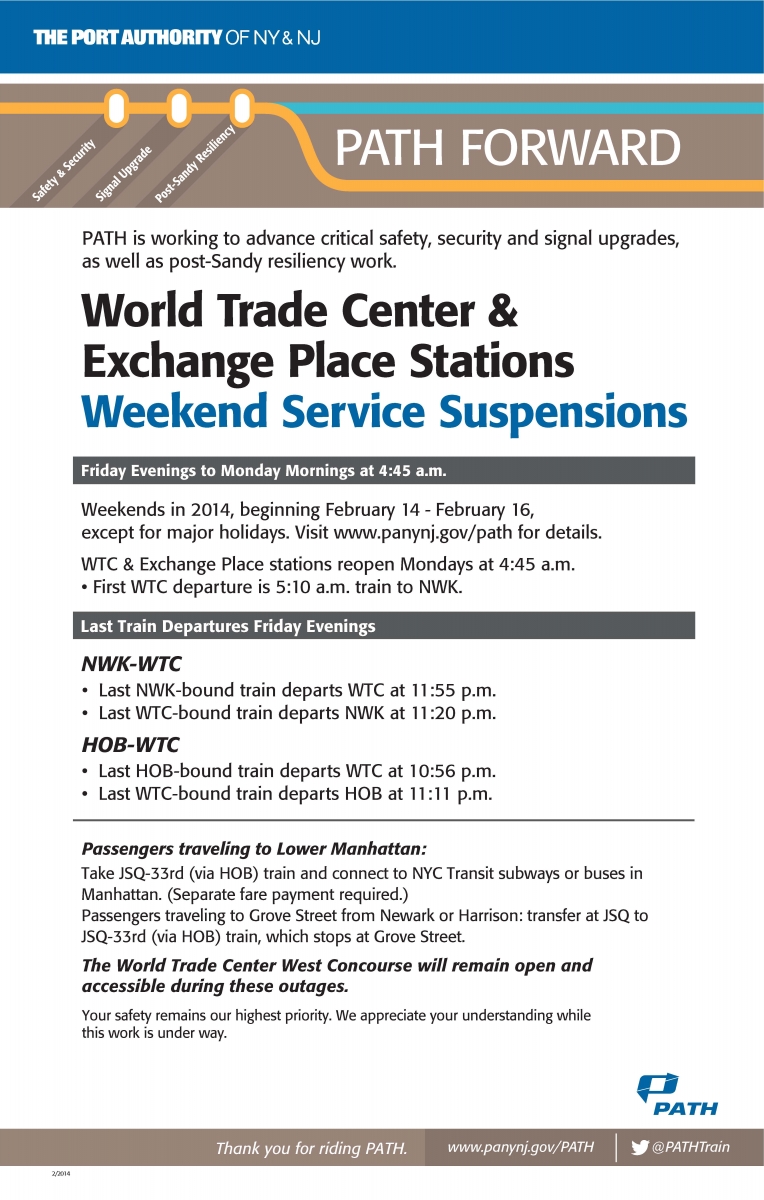 THE PORT AUTHORITY OF NY & NJ
Safety & Security
Signal Upgrade
Post-Sandy Resiliency
PATH FORWARD
PATH is working to advance critical safety, security and signal upgrades,
as well as post-Sandy resiliency work.
World Trade Center &
Exchange Place Stations
Weekend Service Suspensions
Friday Evenings to Monday Mornings at 4:45 a.m.
Weekends in 2014, beginning February 14 - February 16,
except for major holidays. Visit www.panynj.gov/path for details.
WTC & Exchange Place stations reopen Mondays at 4:45 a.m.
• First WTC departure is 5:10 a.m. train to NWK.
Last Train Departures Friday Evenings
NWK-WTC
• Last NWK-bound train departs WTC at 11:55 p.m.
• Last WTC-bound train departs NWK at 11:20 p.m.
HOB-WTC
• Last HOB-bound train departs WTC at 10:56 p.m.
• Last WTC-bound train departs HOB at 11:11 p.m.
Passengers traveling to Lower Manhattan:
Take JSQ-33rd (via HOB) train and connect to NYC Transit subways or buses in
Manhattan. (Separate fare payment required.)
Passengers traveling to Grove Street from Newark or Harrison: transfer at JSQ to
JSQ-33rd (via HOB) train, which stops at Grove Street.
The World Trade Center West Concourse will remain open and
accessible during these outages.
Your safety remains our highest priority. We appreciate your understanding while
this work is under way.
PATH
Thank you for riding PATH.
www.panynj.gov/PATH
@PATHTrain
2/2014